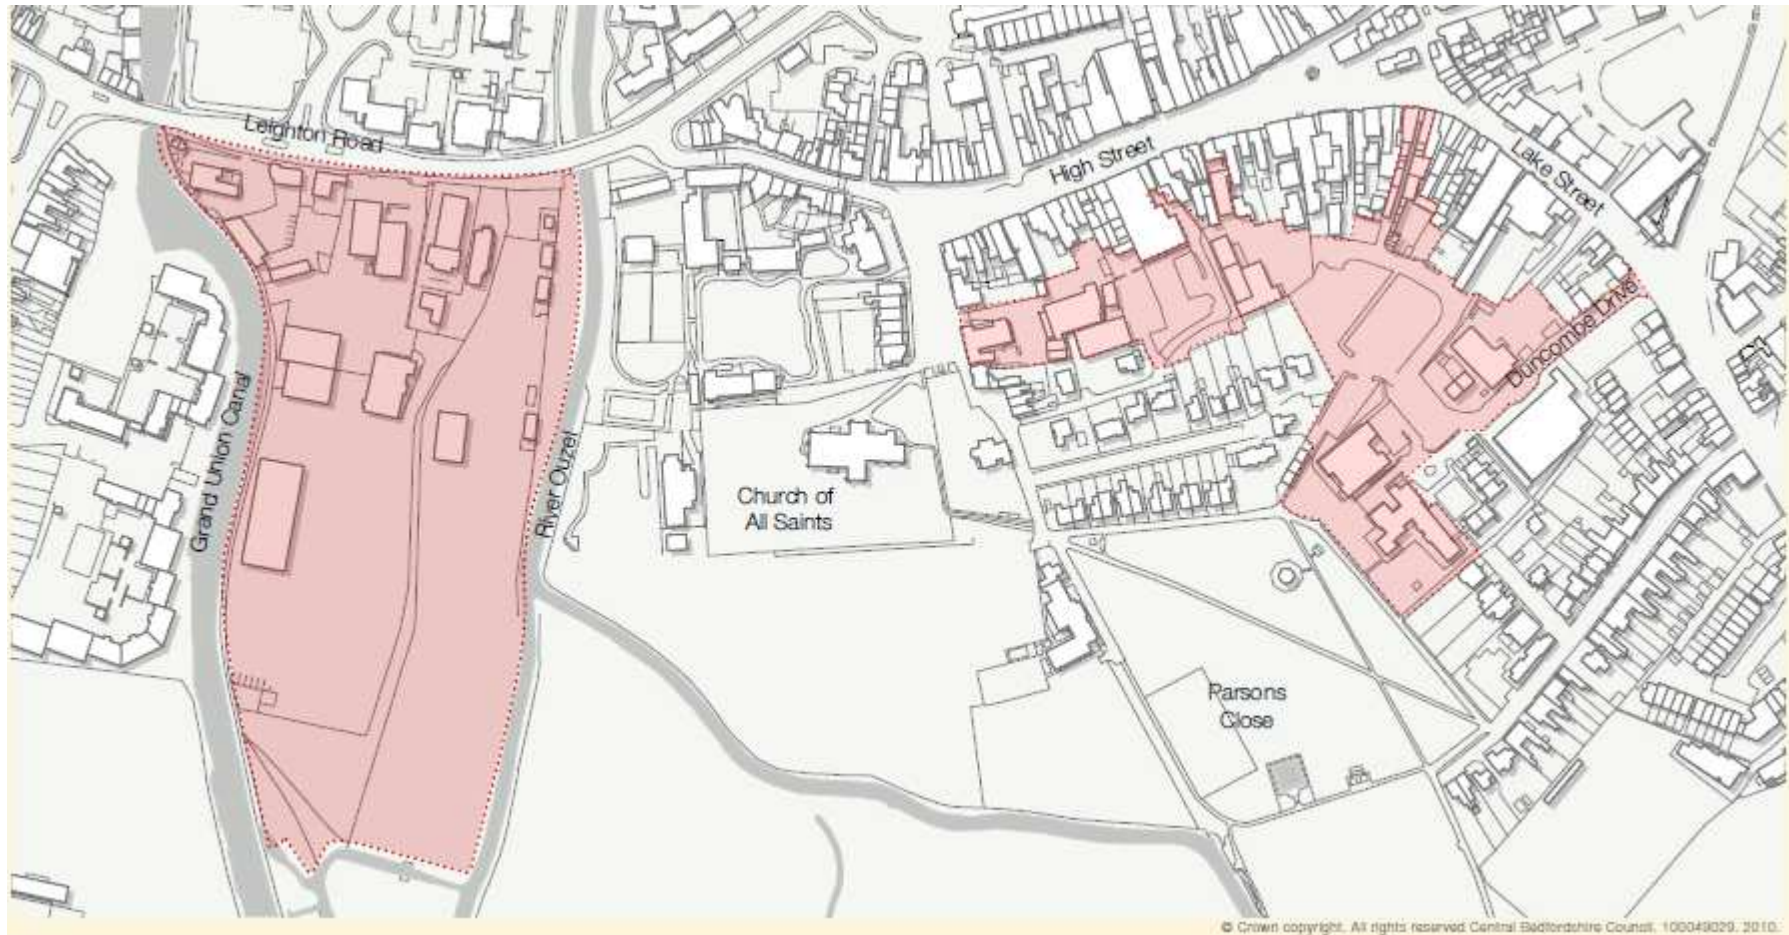 Leighton Road
High Street
Lake Street
Duncombe Drive
Grand Union Canal
River Ouzel
Church of
All Saints
Parsons
Close
© Crown copyright. All rights reserved Central Bedfordshire Council. 100049029. 2010.